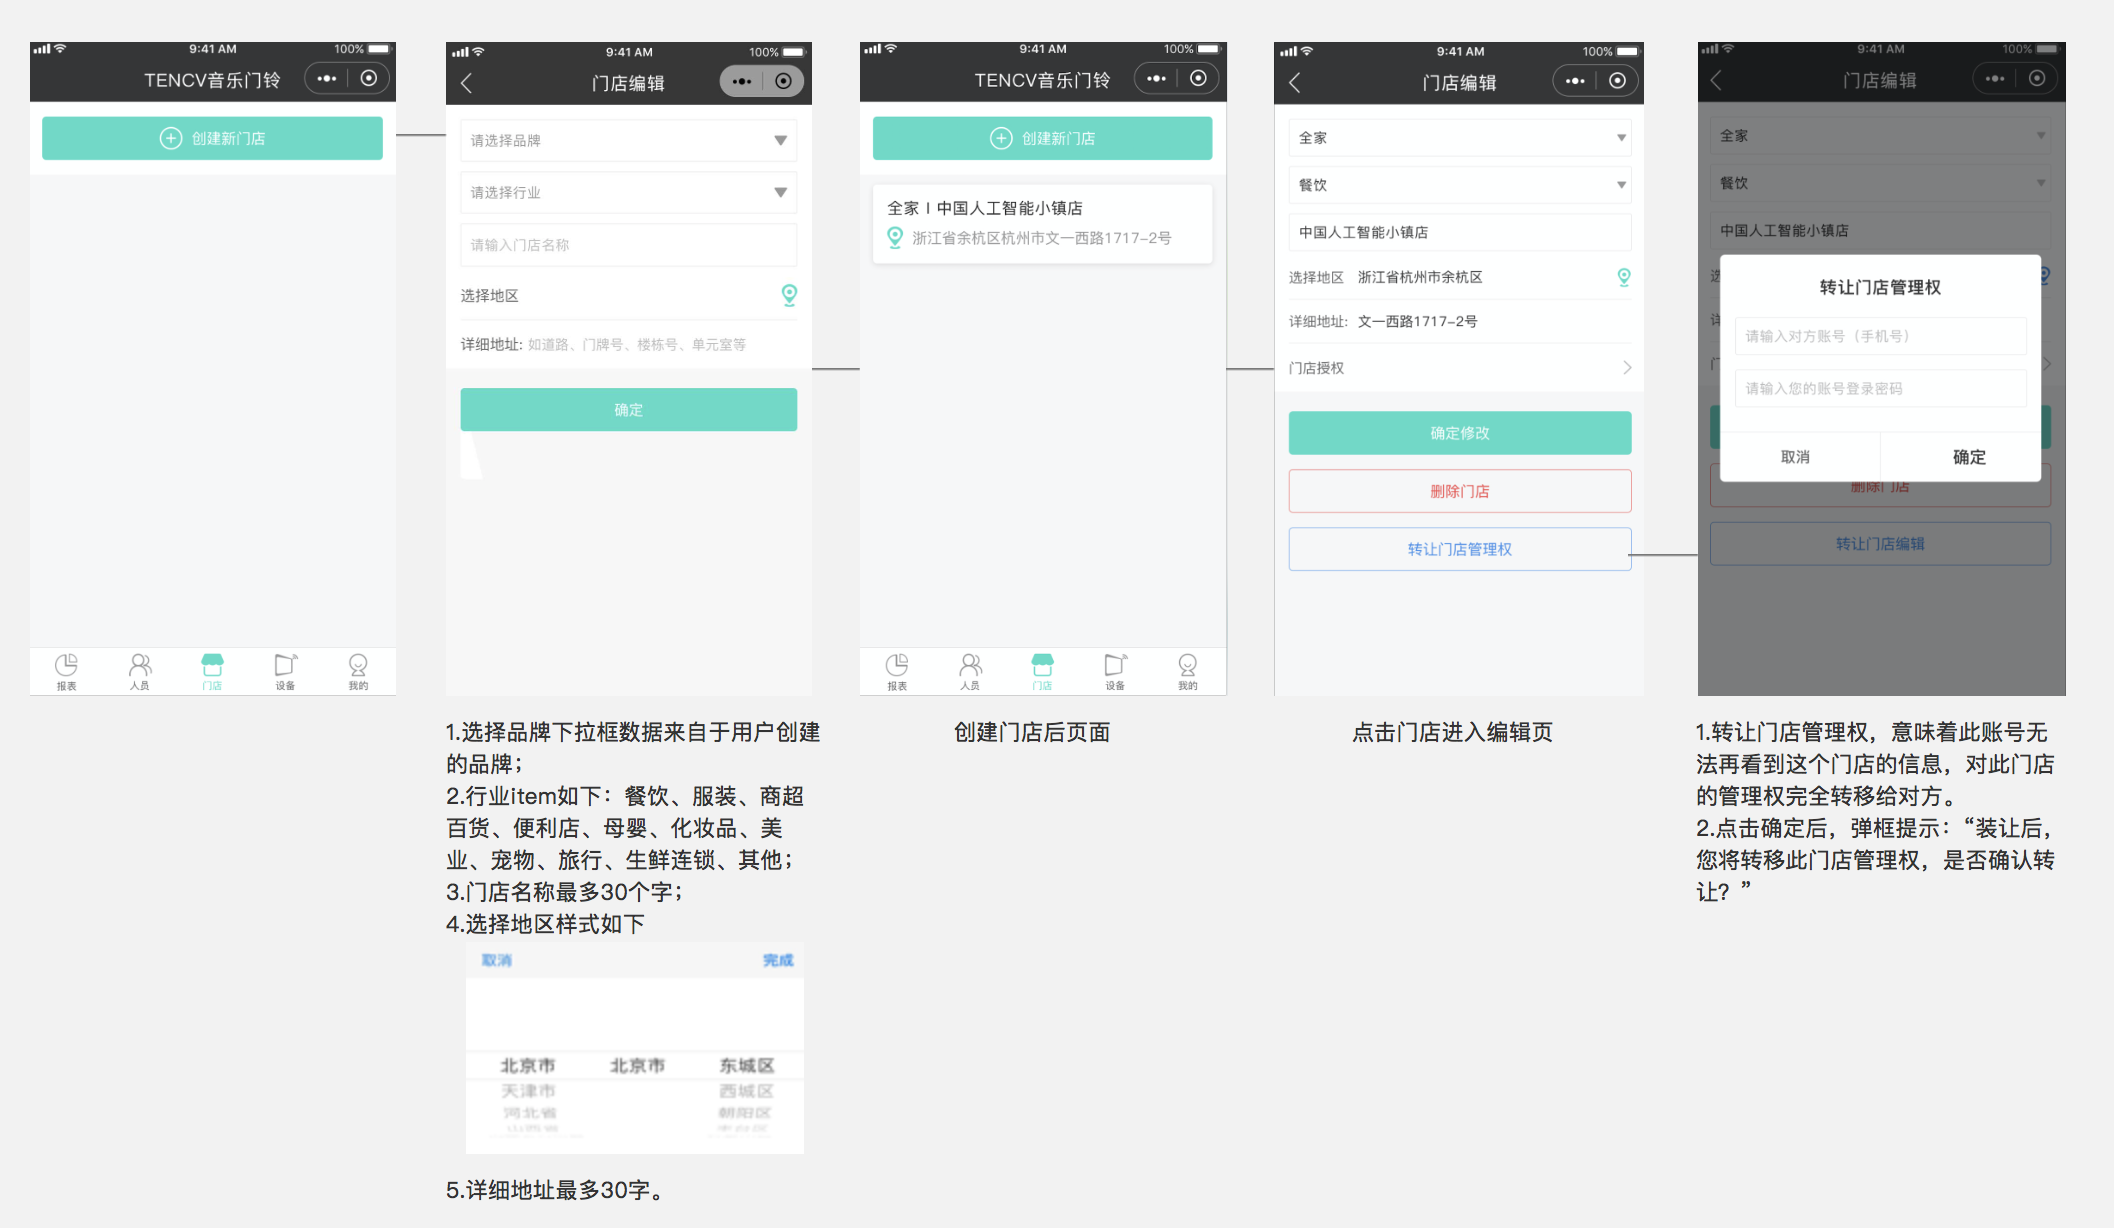 9:41 AM
100%
TENCV音乐门铃
创建新门店
报表
人员
门店
设备
我的
9:41 AM
100%
门店编辑
请选择品牌
请选择行业
请输入门店名称
选择地区
详细地址: 如道路、门牌号、楼栋号、单元室等
确定
1.选择品牌下拉框数据来自于用户创建
的品牌；
2.行业item如下：餐饮、服装、商超
百货、便利店、母婴、化妆品、美
业、宠物、旅行、生鲜连锁、其他；
3.门店名称最多30个字；
4.选择地区样式如下
取消 完成
北京市 北京市 东城区
天津市 西城区
河北省 朝阳区
5.详细地址最多30字。
9:41 AM
100%
TENCV音乐门铃
创建新门店
全家 | 中国人工智能小镇店
浙江省余杭区杭州市文一西路1717-2号
报表
人员
门店
设备
我的
创建门店后页面
9:41 AM
100%
门店编辑
全家
餐饮
中国人工智能小镇店
选择地区 浙江省杭州市余杭区
详细地址: 文一西路1717-2号
门店授权
确定修改
删除门店
转让门店管理权
点击门店进入编辑页
9:41 AM
100%
门店编辑
全家
餐饮
中国人工智能小镇店
转让门店管理权
请输入对方账号（手机号）
请输入您的账号登录密码
取消 确定
删除门店
转让门店编辑
1.转让门店管理权，意味着此账号无
法再看到这个门店的信息，对此门店
的管理权完全转移给对方。
2.点击确定后，弹框提示：“装让后，
您将转移此门店管理权，是否确认转
让？”